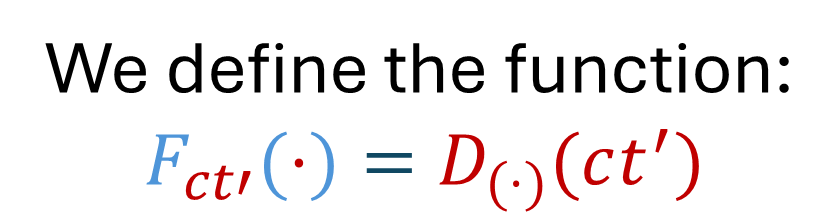 We define the function:
F_{ct'}(·) = D_{(·)}(ct')